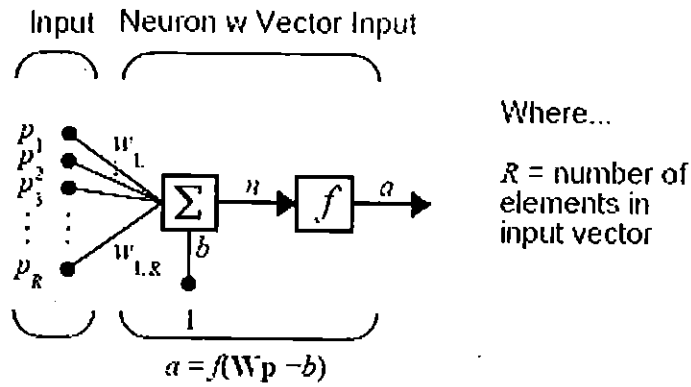 Input Neuron w Vector Input
Where...
p1
p2
p3
pR
w1,
w1,R
Σ
n
f
a
b
1
R = number of
elements in
input vector
a = f(Wp −b)